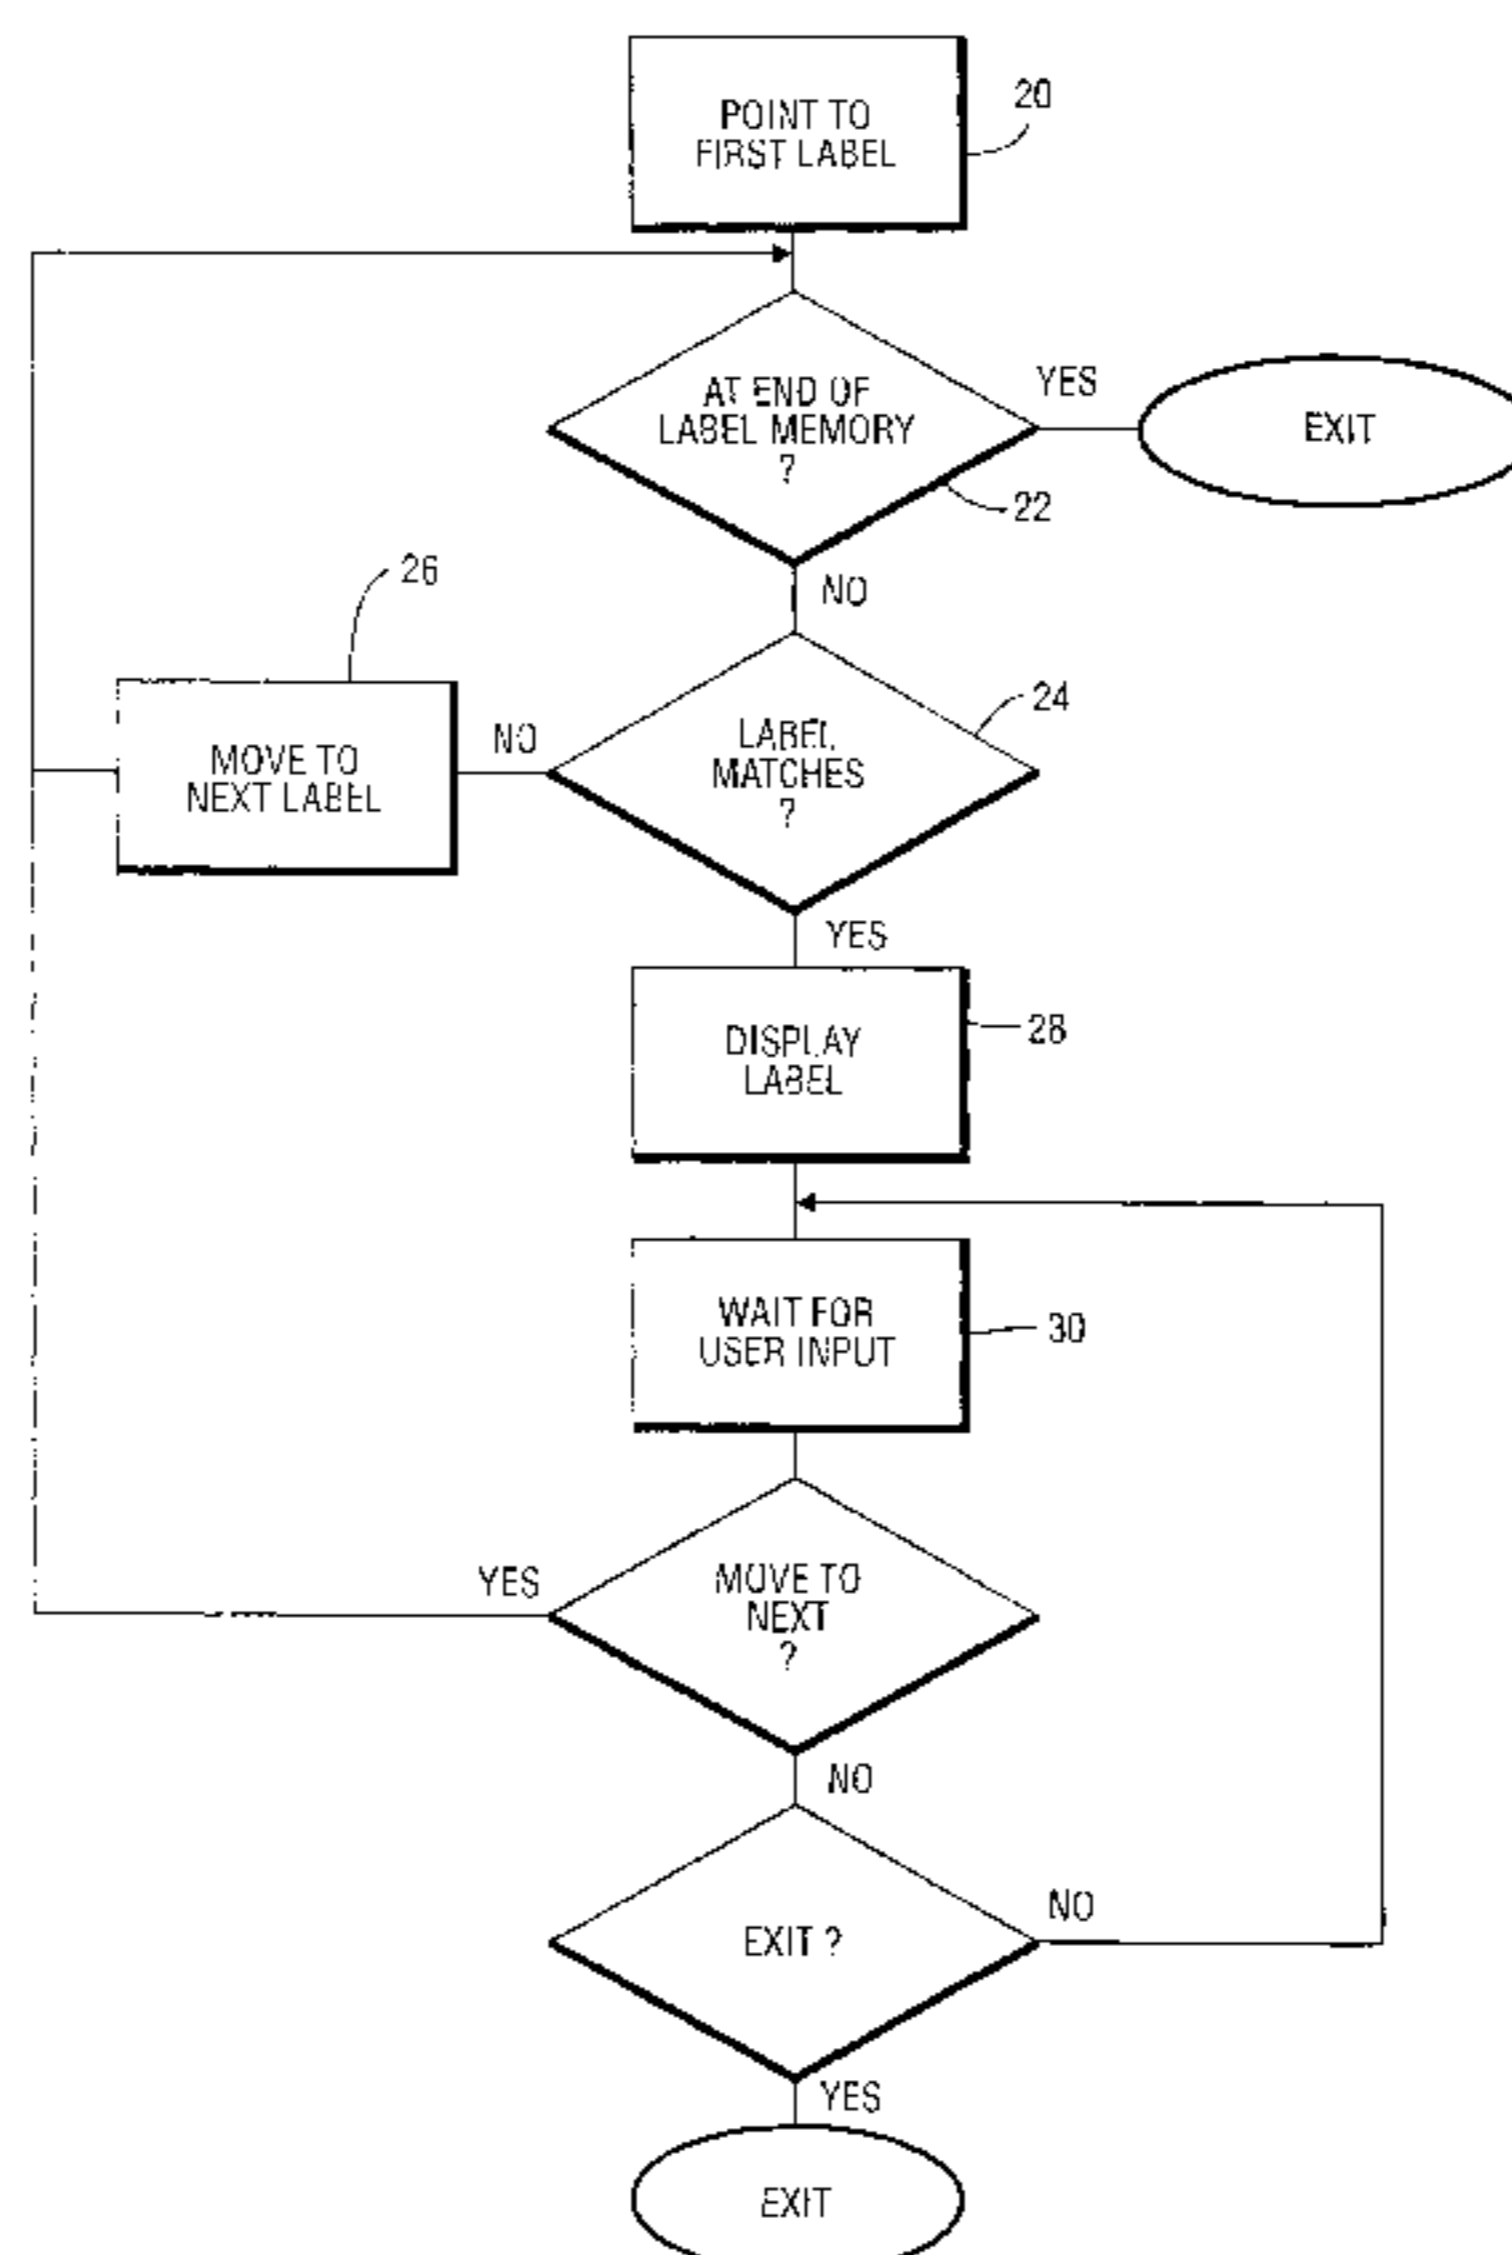 POINT TO
FIRST LABEL
20
AT END OF
LABEL MEMORY
?
YES
EXIT
22
NO
26
MOVE TO
NEXT LABEL
NO
LABEL
MATCHES
?
24
YES
DISPLAY
LABEL
28
WAIT FOR
USER INPUT
30
YES
MOVE TO
NEXT
?
NO
EXIT ?
NO
YES
EXIT